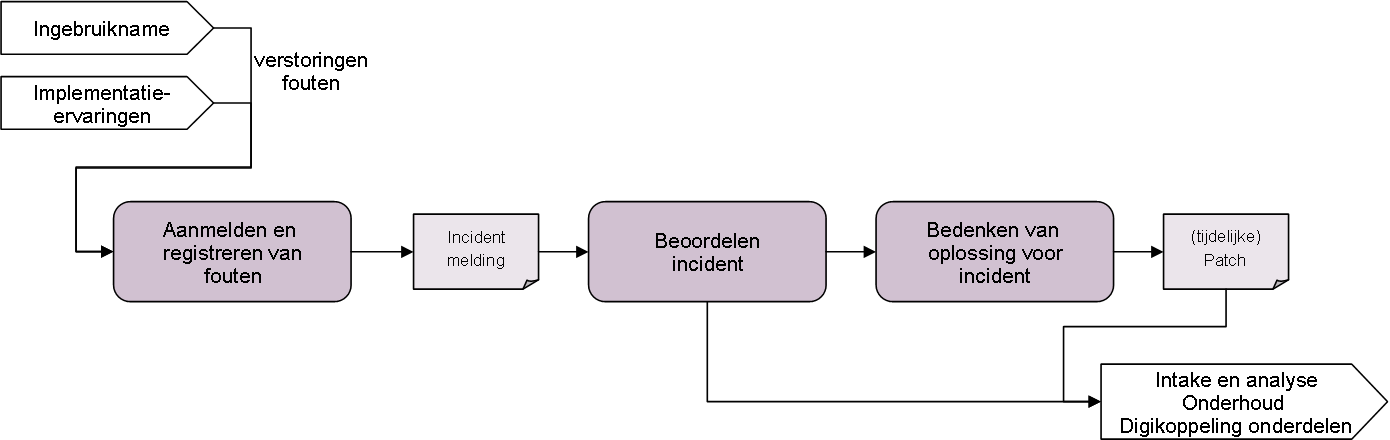 Ingebruikname
verstoringen
fouten
Implementatie-
ervaringen
Aanmelden en
registreren van
fouten
Incident
melding
Beoordelen
incident
Bedenken van
oplossing voor
incident
(tijdelijke)
Patch
Intake en analyse
Onderhoud
Digikoppeling onderdelen